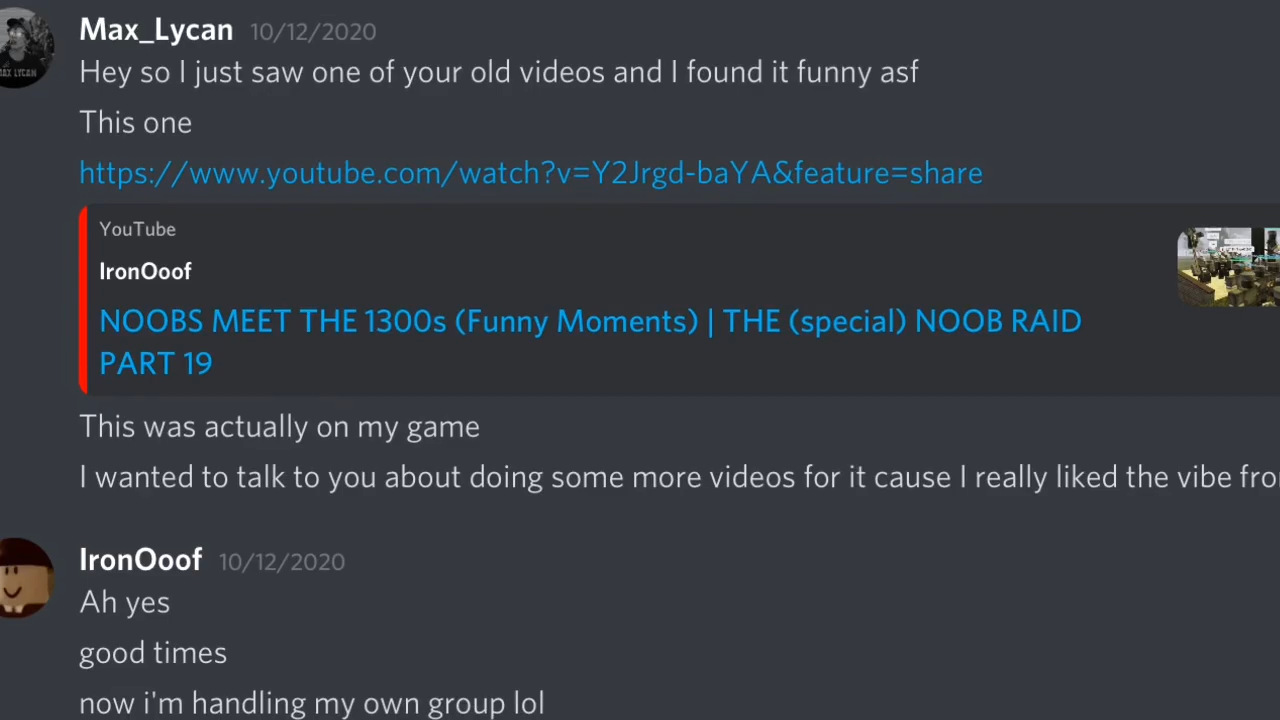 Max_Lycan 10/12/2020
Hey so I just saw one of your old videos and I found it funny asf
This one
https://www.youtube.com/watch?v=Y2Jrgd-baYA&feature=share
YouTube
IronOoof
NOOBS MEET THE 1300s (Funny Moments) | THE (special) NOOB RAID
PART 19
This was actually on my game
I wanted to talk to you about doing some more videos for it cause I really liked the vibe fro
IronOoof 10/12/2020
Ah yes
good times
now i'm handling my own group lol